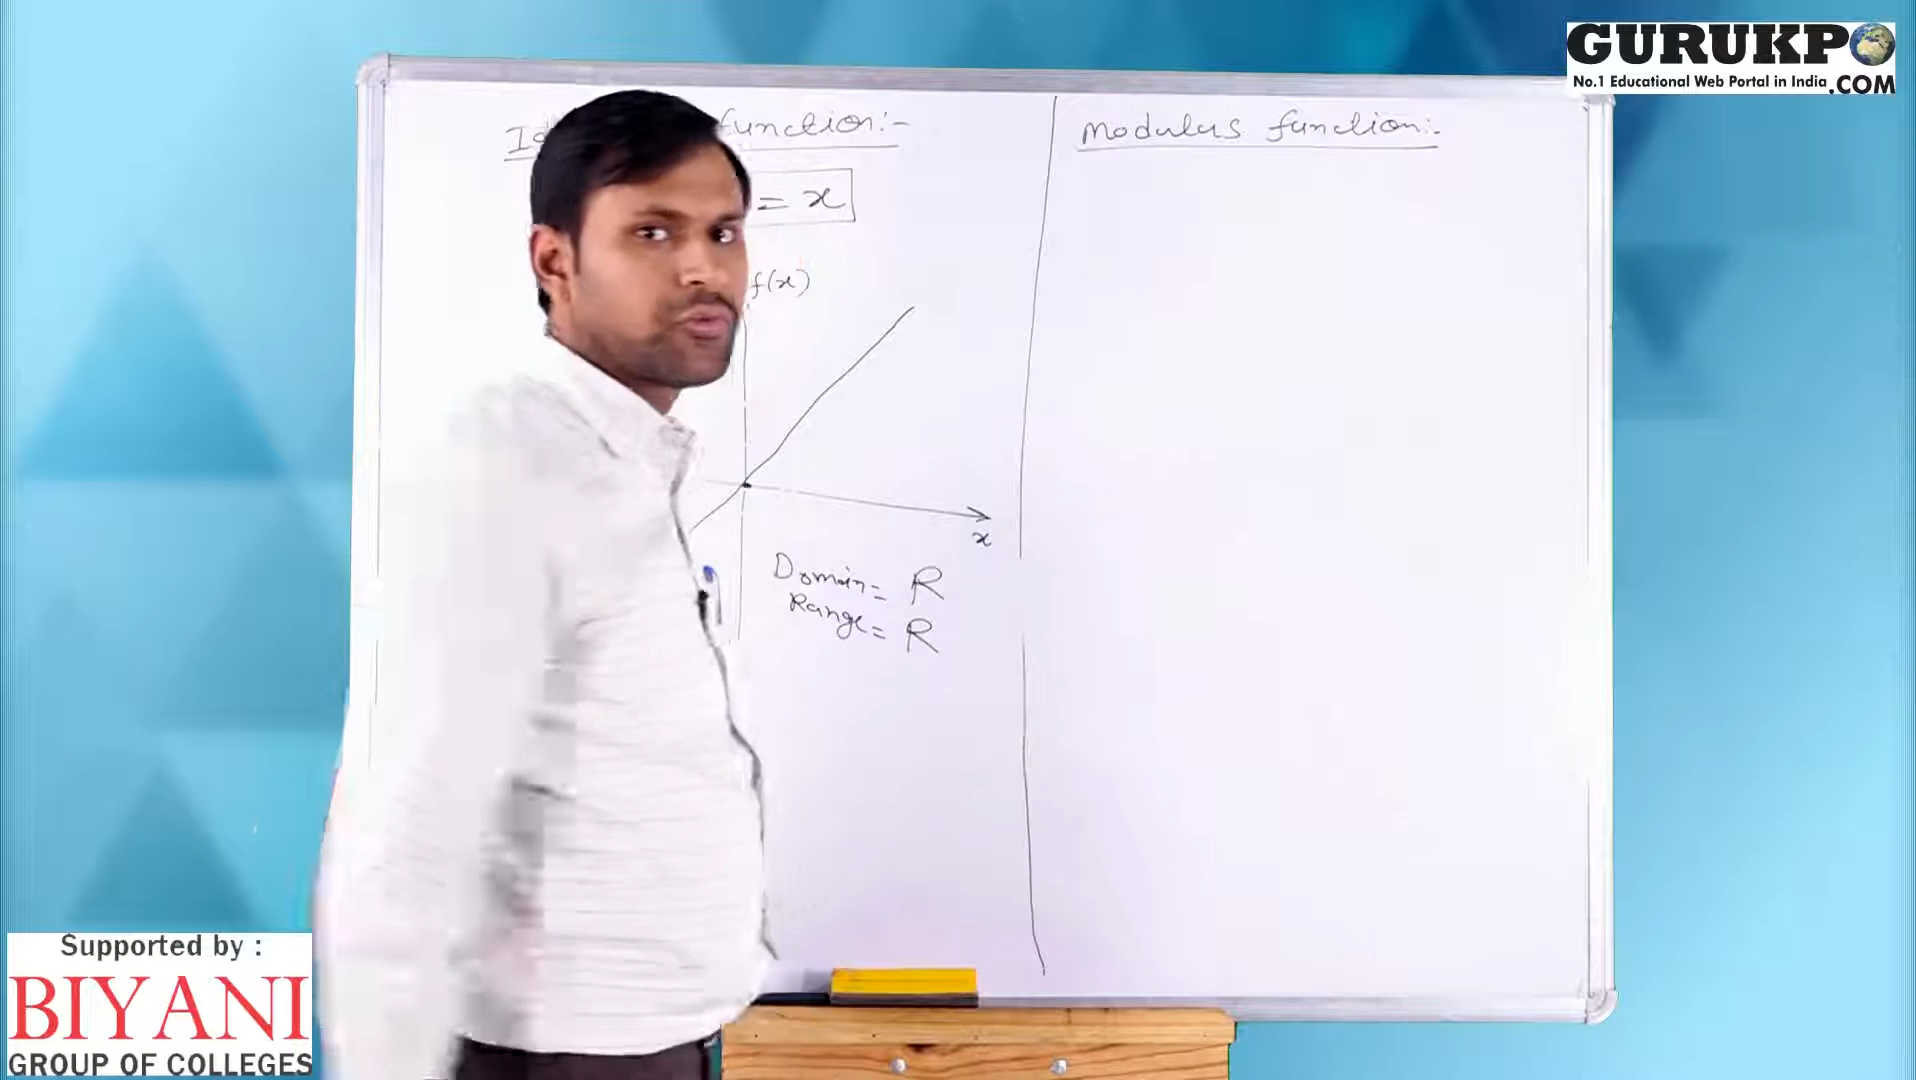 GURUKPO
No.1 Educational Web Portal in India .COM
function:-
= x
f(x)
x
Domain = R
Range = R
Modulus function:-
Supported by :
BIYANI
GROUP OF COLLEGES